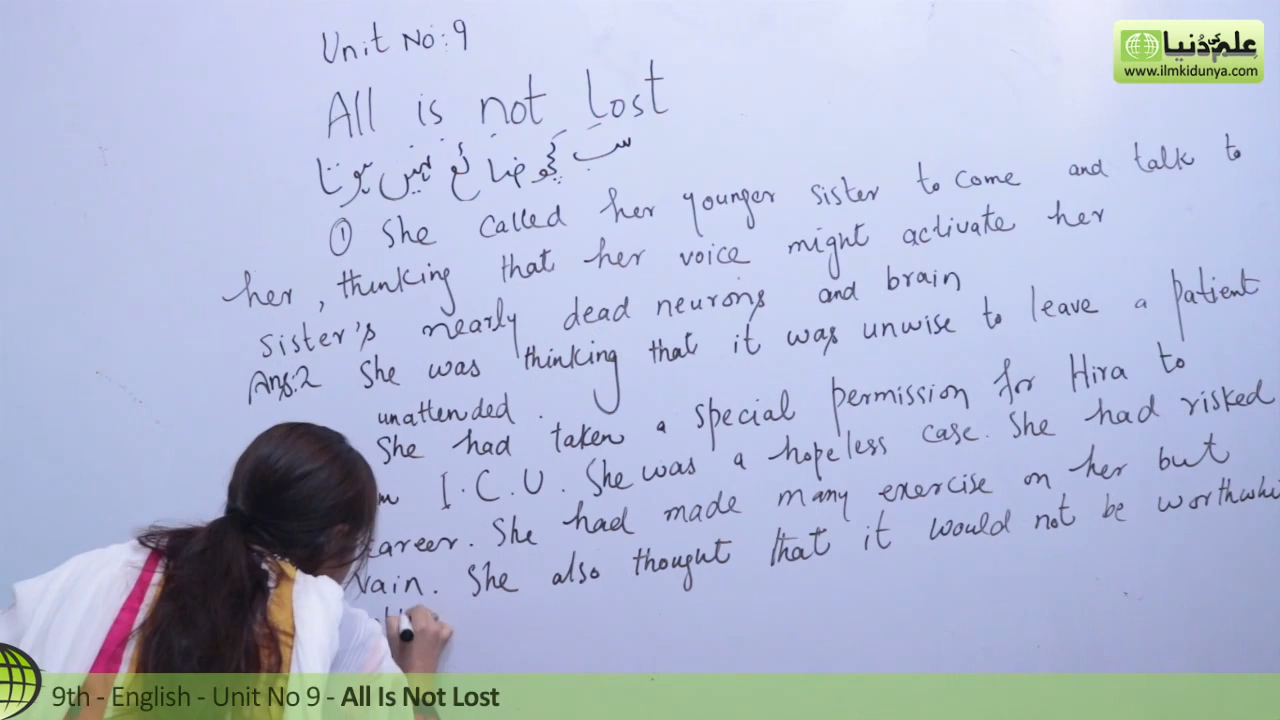 علم کی دنیا
www.ilmkidunya.com
Unit No: 9
All is not Lost
سب کچھ ضائع نہیں ہوتا
① She called her younger sister to come and talk to
her, thinking that her voice might activate her
sister's nearly dead neurons and brain
Ans:2 She was thinking that it was unwise to leave a patient
unattended.
She had taken a special permission for Hira to
I.C.U. She was a hopeless case. She had risked
career. She had made many exercise on her but
Vain. She also thought that it would not be
9th - English - Unit No 9 - All Is Not Lost